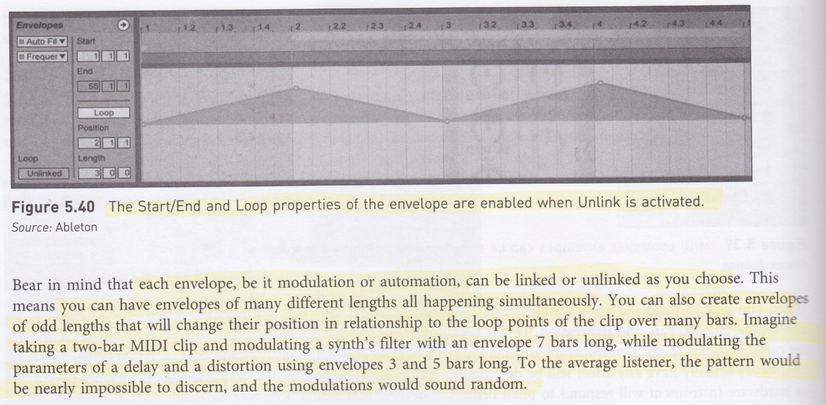 Envelopes
1 1.2 1.3 1.4 2 2.2 2.3 2.4 3 3.2 3.3 3.4 4 4.2 4.3 4.4
Auto Fil
Start
Frequer
1 1 1
End
55 1 1
Loop
Position
2 1 1
Loop
Length
Unlinked
3 0 0
Figure 5.40 The Start/End and Loop properties of the envelope are enabled when Unlink is activated.
Source: Ableton
Bear in mind that each envelope, be it modulation or automation, can be linked or unlinked as you choose. This
means you can have envelopes of many different lengths all happening simultaneously. You can also create envelopes
of odd lengths that will change their position in relationship to the loop points of the clip over many bars. Imagine
taking a two-bar MIDI clip and modulating a synth's filter with an envelope 7 bars long, while modulating the
parameters of a delay and a distortion using envelopes 3 and 5 bars long. To the average listener, the pattern would
be nearly impossible to discern, and the modulations would sound random.